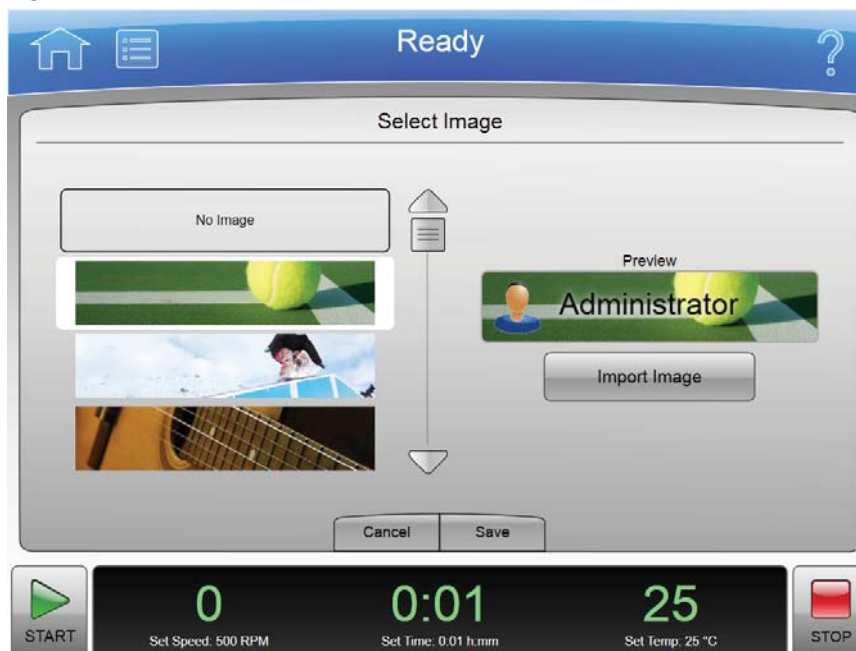 Ready
?
Select Image
No Image
Preview
Administrator
Import Image
Cancel Save
0 0:01 25
START Set Speed: 500 RPM Set Time: 0:01 h:mm Set Temp: 25 °C STOP